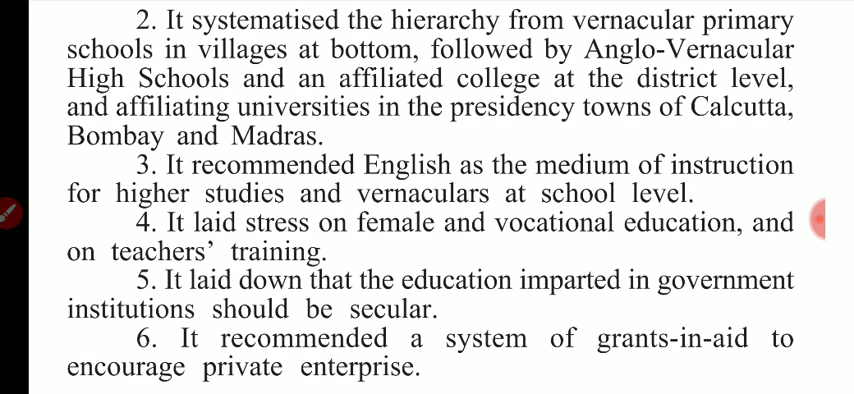 2. It systematised the hierarchy from vernacular primary
schools in villages at bottom, followed by Anglo-Vernacular
High Schools and an affiliated college at the district level,
and affiliating universities in the presidency towns of Calcutta,
Bombay and Madras.
3. It recommended English as the medium of instruction
for higher studies and vernaculars at school level.
4. It laid stress on female and vocational education, and
on teachers’ training.
5. It laid down that the education imparted in government
institutions should be secular.
6. It recommended a system of grants-in-aid to
encourage private enterprise.